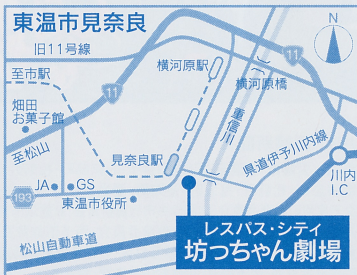 東温市見奈良
N
旧11号線
至市駅
横河原駅
11
11
横河原橋
畑田
お菓子館
重信川
至松山
見奈良駅
県道伊予川内線
川内
I.C
193
JA
GS
東温市役所
レスパス・シティ
坊っちゃん劇場
松山自動車道